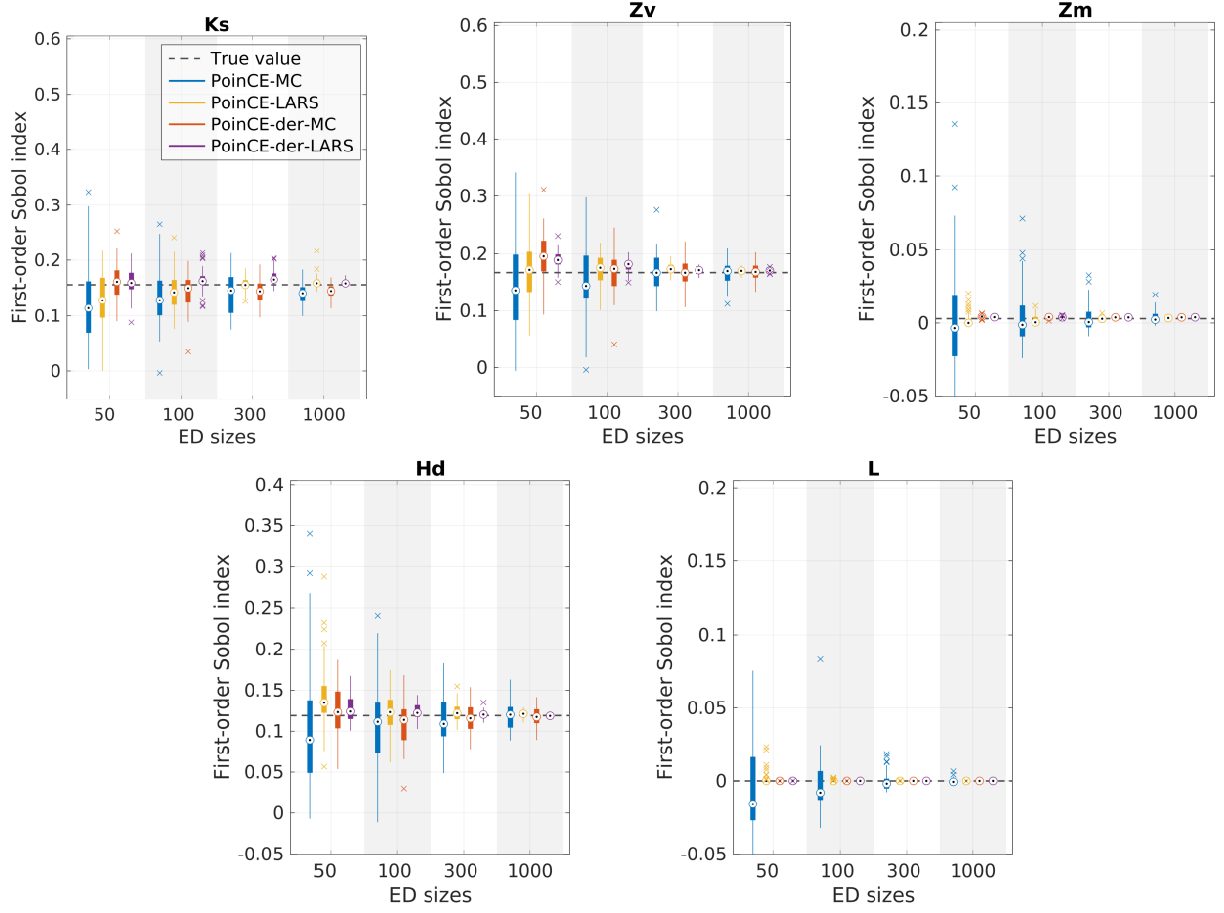 Ks
0.6
0.5
0.4
0.3
0.2
0.1
0
First-order Sobol index
50
100
300
1000
ED sizes
True value
PoinCE-MC
PoinCE-LARS
PoinCE-der-MC
PoinCE-der-LARS
Zv
0.6
0.5
0.4
0.3
0.2
0.1
0
First-order Sobol index
50
100
300
1000
ED sizes
Zm
0.2
0.15
0.1
0.05
0
-0.05
First-order Sobol index
50
100
300
1000
ED sizes
Hd
0.4
0.35
0.3
0.25
0.2
0.15
0.1
0.05
0
-0.05
First-order Sobol index
50
100
300
1000
ED sizes
L
0.2
0.15
0.1
0.05
0
-0.05
First-order Sobol index
50
100
300
1000
ED sizes